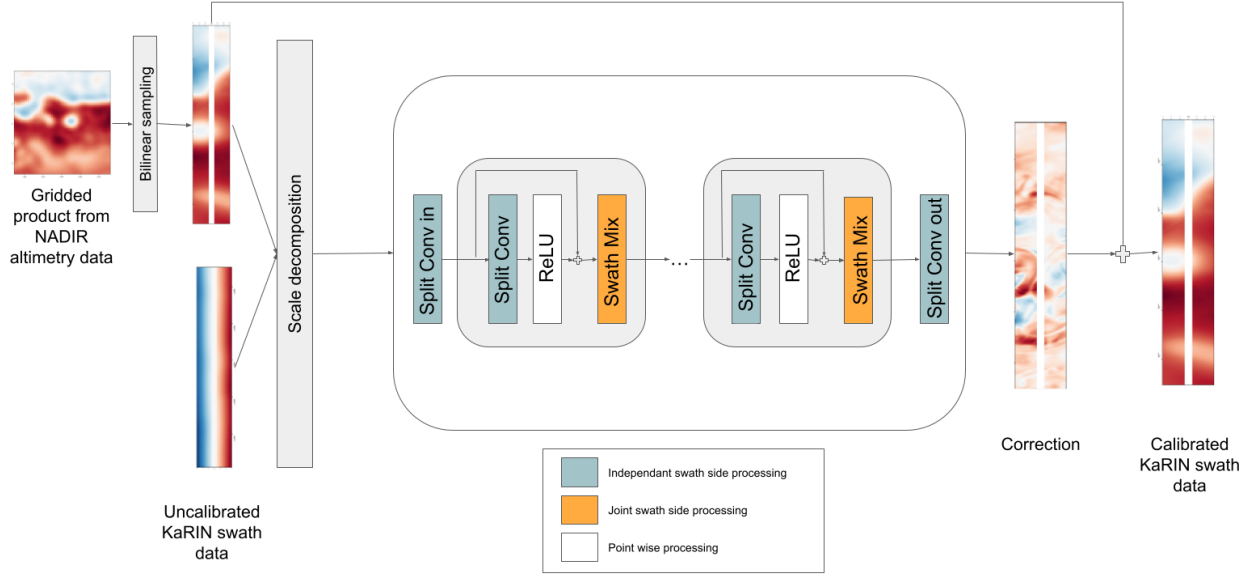 Gridded
product from
NADIR
altimetry data
Bilinear sampling
Uncalibrated
KaRIN swath
data
Scale decomposition
Split Conv in
Split Conv
ReLU
Swath Mix
...
Split Conv
ReLU
Swath Mix
Split Conv out
Correction
Calibrated
KaRIN swath
data
Independant swath side processing
Joint swath side processing
Point wise processing